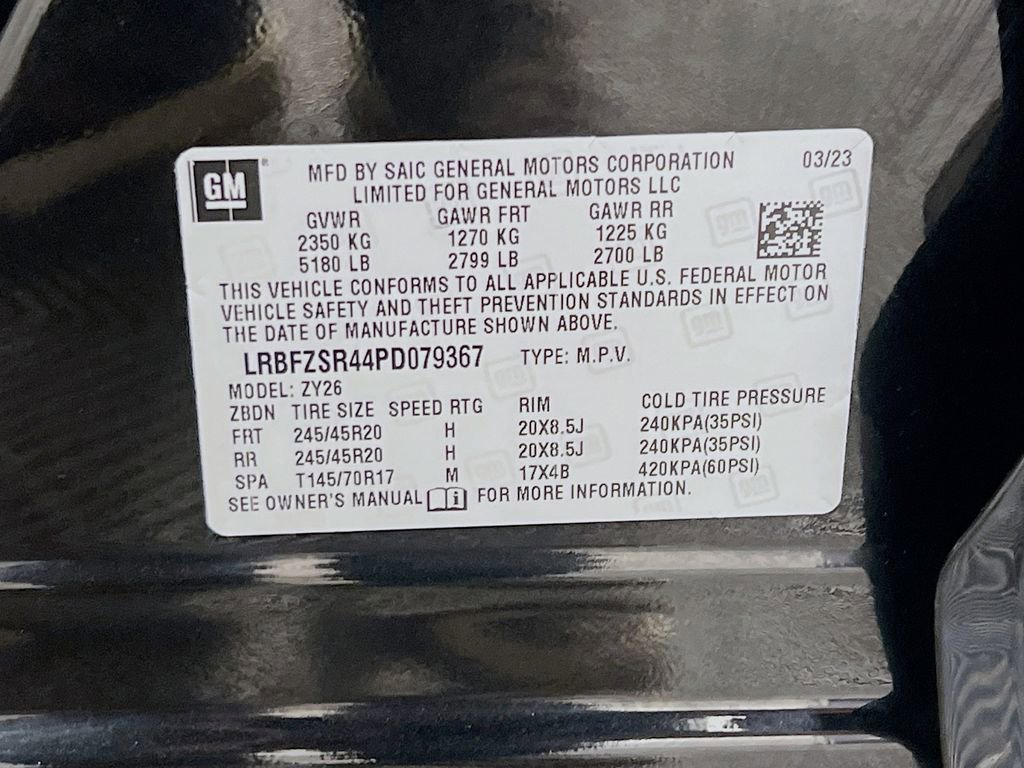 GM
MFD BY SAIC GENERAL MOTORS CORPORATION 03/23
LIMITED FOR GENERAL MOTORS LLC
GVWR GAWR FRT GAWR RR
2350 KG 1270 KG 1225 KG
5180 LB 2799 LB 2700 LB
THIS VEHICLE CONFORMS TO ALL APPLICABLE U.S. FEDERAL MOTOR
VEHICLE SAFETY AND THEFT PREVENTION STANDARDS IN EFFECT ON
THE DATE OF MANUFACTURE SHOWN ABOVE.
LRBFZSR44PD079367 TYPE: M.P.V.
MODEL: ZY26
ZBDN TIRE SIZE SPEED RTG RIM COLD TIRE PRESSURE
FRT 245/45R20 H 20X8.5J 240KPA(35PSI)
RR 245/45R20 H 20X8.5J 240KPA(35PSI)
SPA T145/70R17 M 17X4B 420KPA(60PSI)
SEE OWNER'S MANUAL i FOR MORE INFORMATION.